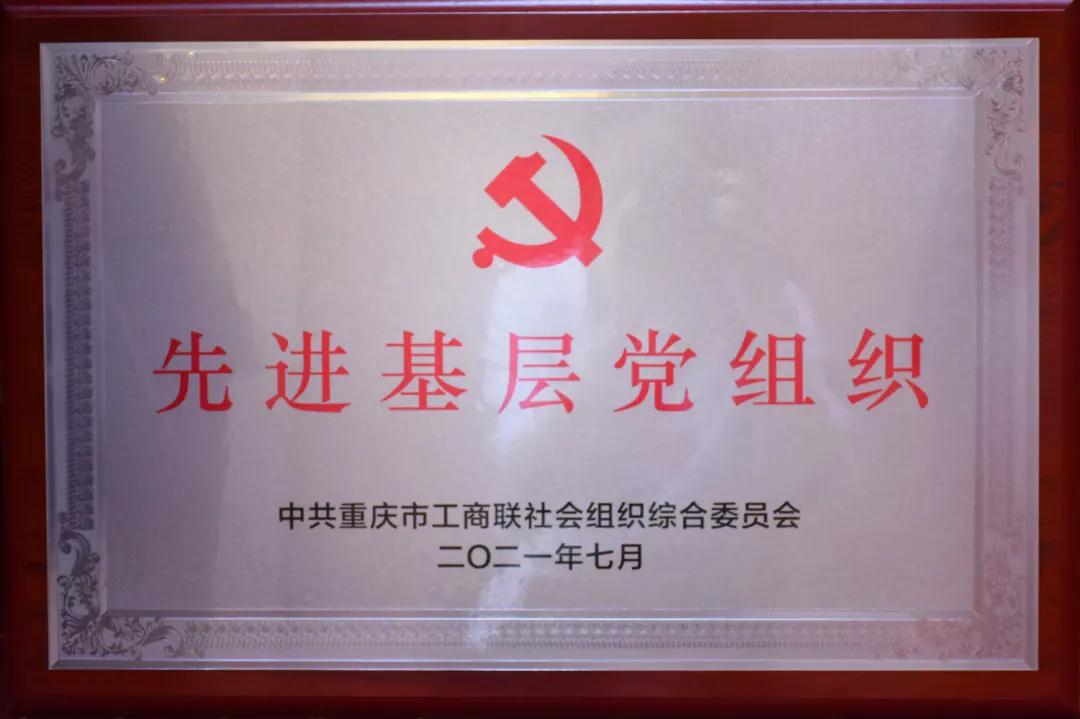 先进基层党组织
中共重庆市工商联社会组织综合委员会
二〇二一年七月